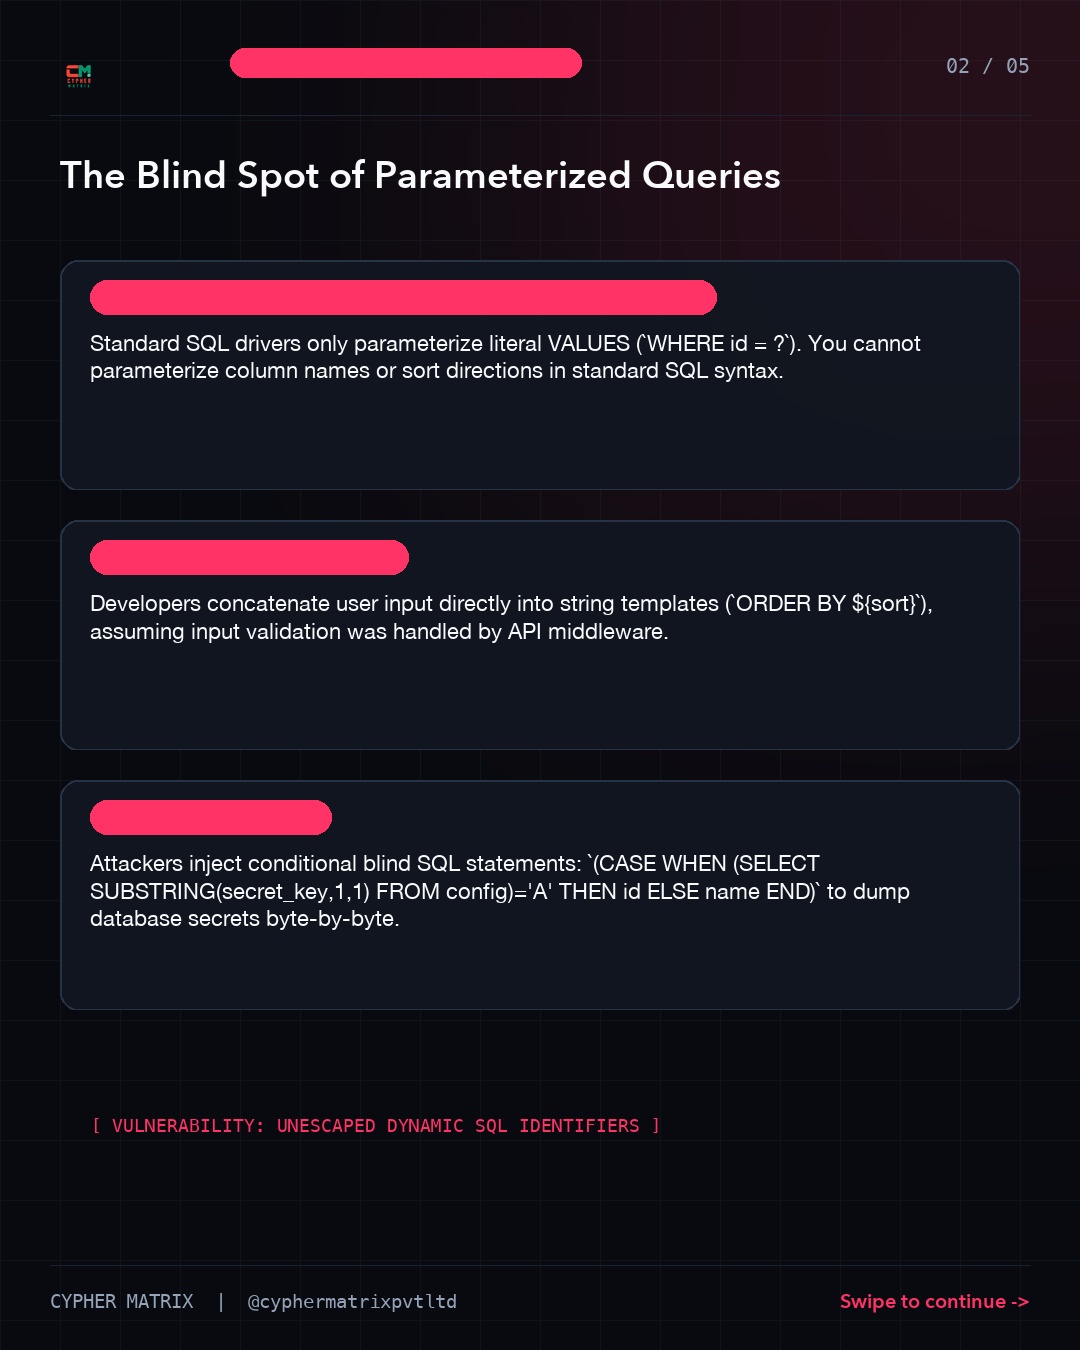 CM
CYPHER
MATRIX
02 / 05
The Blind Spot of Parameterized Queries
Standard SQL drivers only parameterize literal VALUES (`WHERE id = ?`). You cannot
parameterize column names or sort directions in standard SQL syntax.
Developers concatenate user input directly into string templates (`ORDER BY ${sort}`),
assuming input validation was handled by API middleware.
Attackers inject conditional blind SQL statements: `(CASE WHEN (SELECT
SUBSTRING(secret_key,1,1) FROM config)='A' THEN id ELSE name END)` to dump
database secrets byte-by-byte.
[ VULNERABILITY: UNESCAPED DYNAMIC SQL IDENTIFIERS ]
CYPHER MATRIX | @cyphermatrixpvtltd
Swipe to continue ->